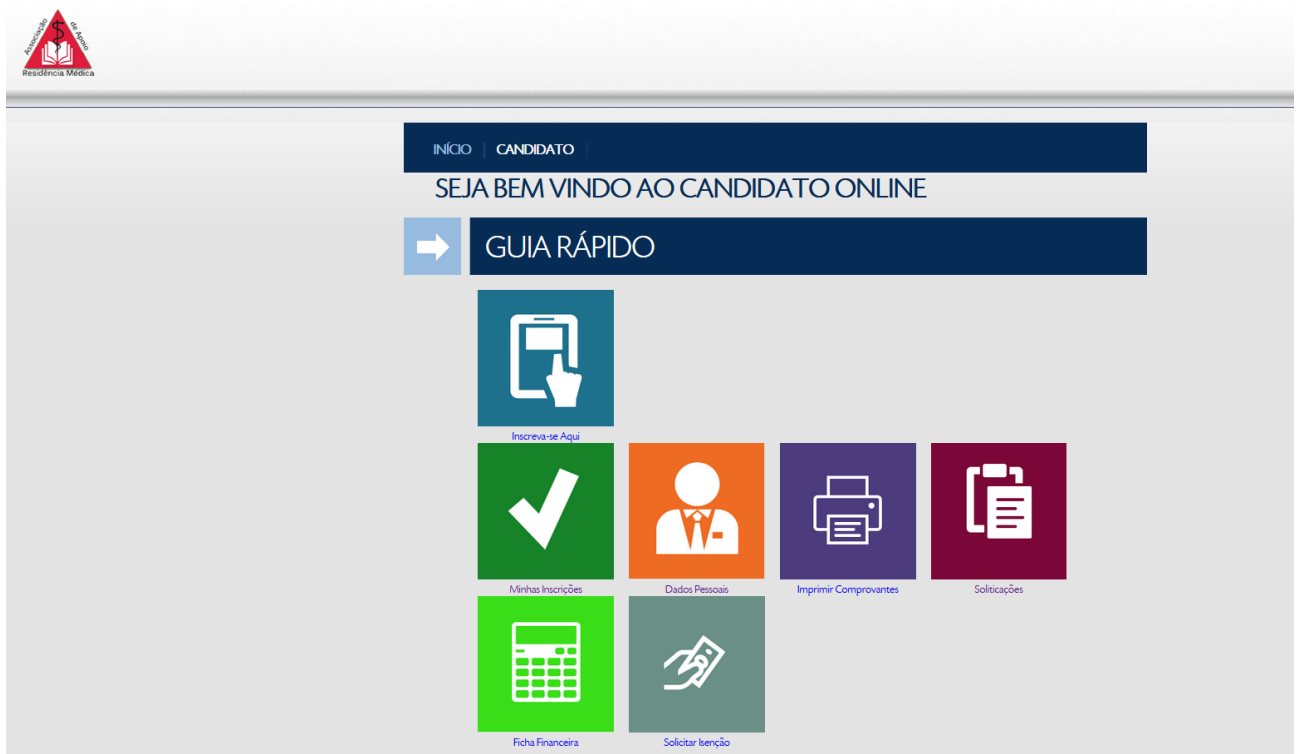 Associação de Apoio
Residência Médica
INÍCIO CANDIDATO
SEJA BEM VINDO AO CANDIDATO ONLINE
GUIA RÁPIDO
Inscreva-se Aqui
Minhas Inscrições Dados Pessoais Imprimir Comprovantes Soliticações
Ficha Financeira Solicitar Isenção